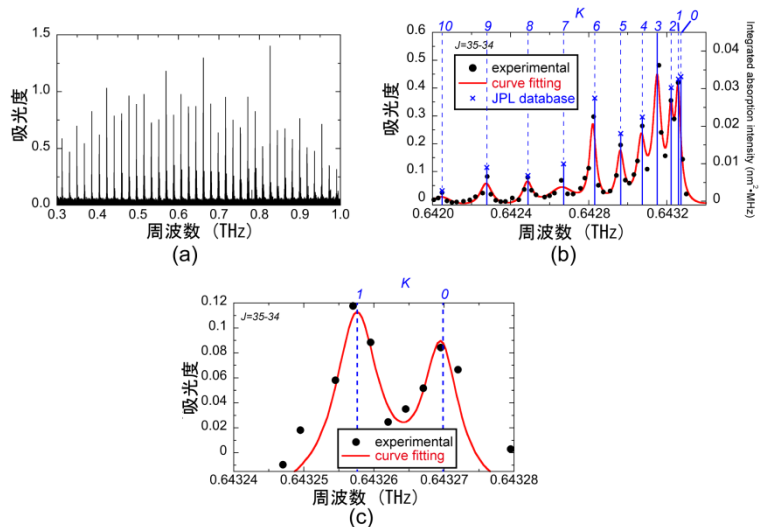 1.5
1.0
0.5
0.0
吸光度
0.3 0.4 0.5 0.6 0.7 0.8 0.9 1.0
周波数 (THz)
(a)
K
10 9 8 7 6 5 4 3 2 1 0
J=35-34
experimental
curve fitting
JPL database
0.6
0.5
0.4
0.3
0.2
0.1
0
吸光度
0.04
0.03
0.02
0.01
0
Integrated absorption intensity (nm²•MHz)
0.6420 0.6424 0.6428 0.6432
周波数 (THz)
(b)
K
1 0
J=35-34
0.12
0.1
0.08
0.06
0.04
0.02
0
吸光度
experimental
curve fitting
0.64324 0.64325 0.64326 0.64327 0.64328
周波数 (THz)
(c)